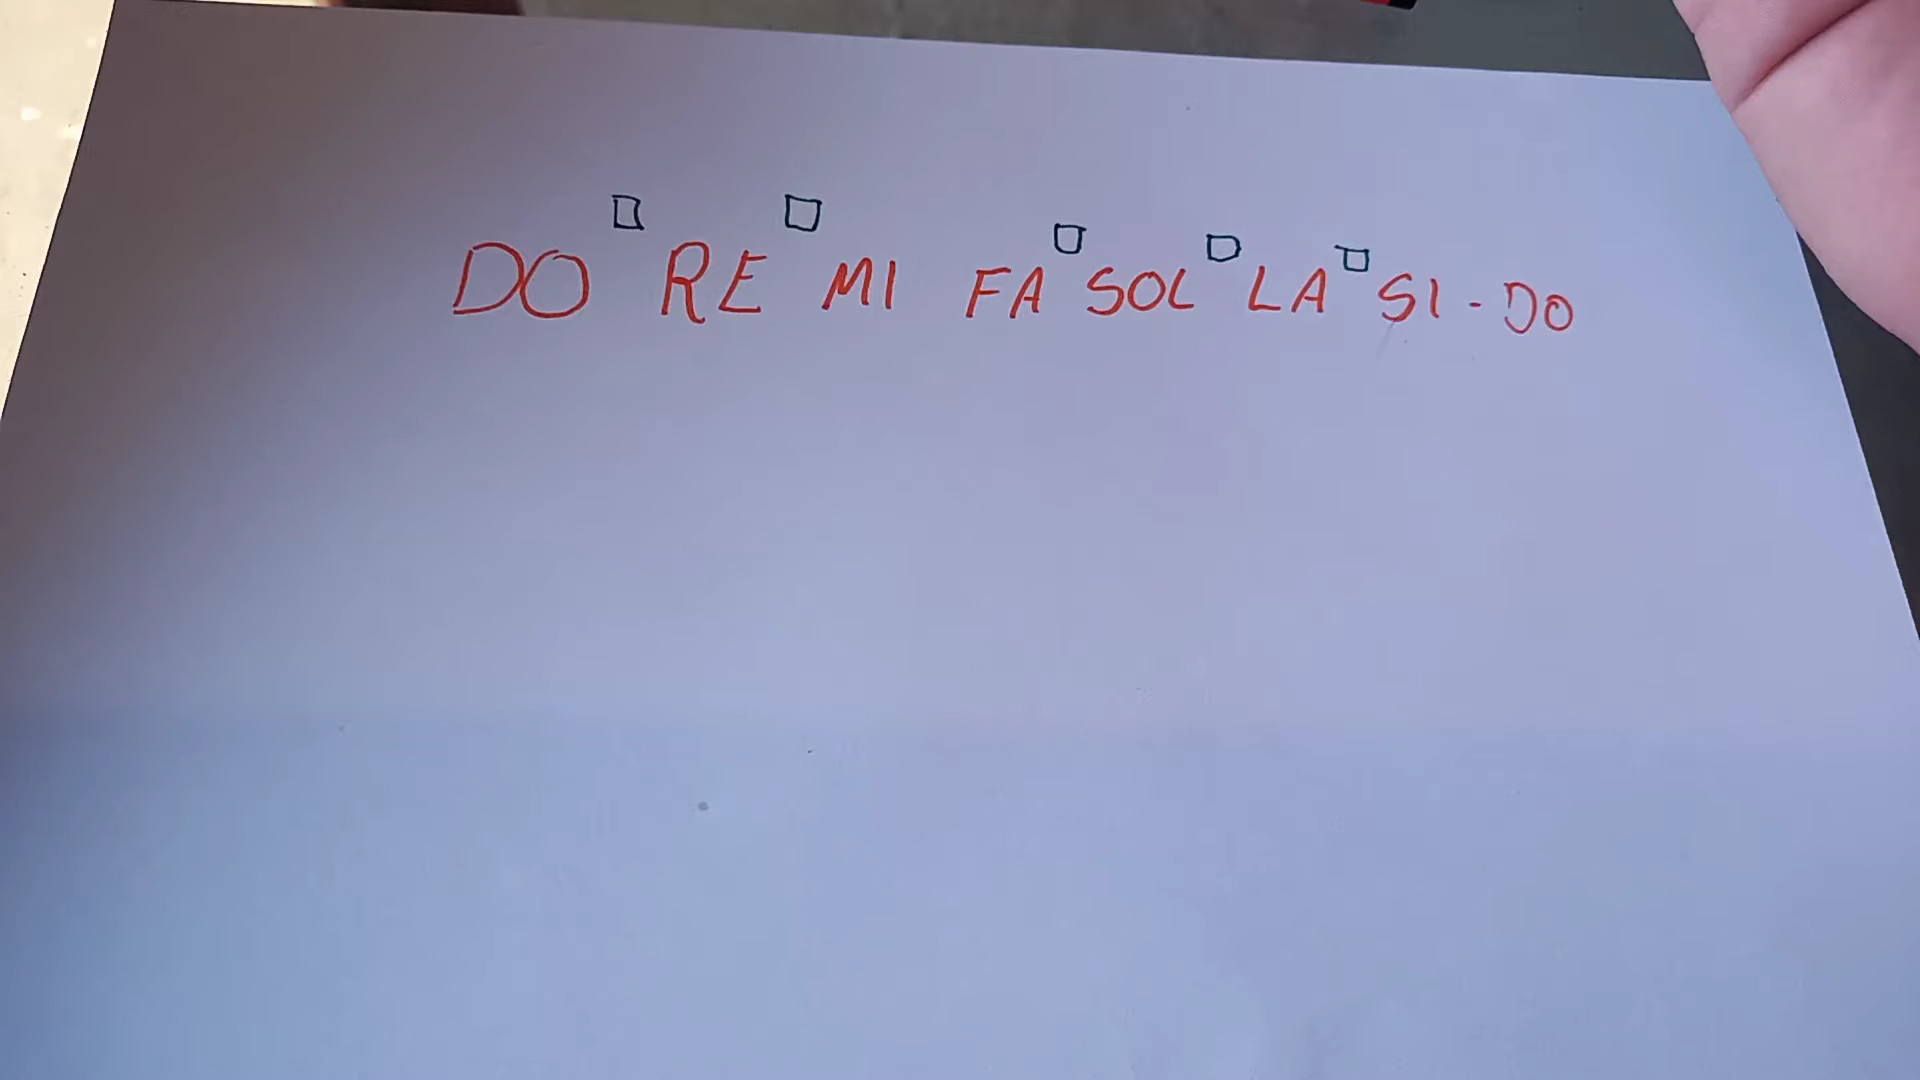 DO RE MI FA SOL LA SI - DO